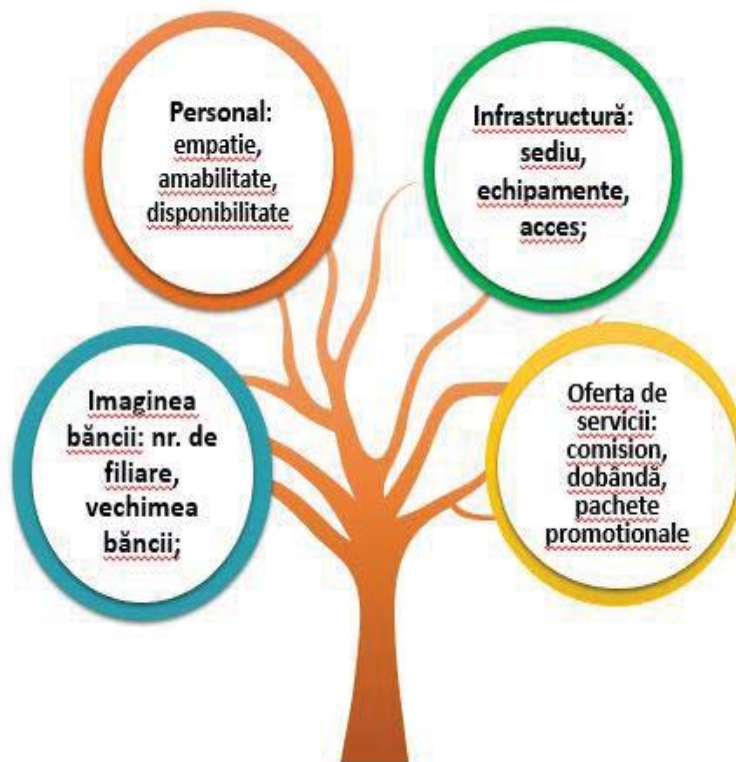 Personal:
empatie,
amabilitate,
disponibilitate
Infrastructură:
sediu,
echipamente,
acces;
Imaginea
băncii: nr. de
filiare,
vechimea
băncii;
Oferta de
servicii:
comision,
dobândă,
pachete
promoționale